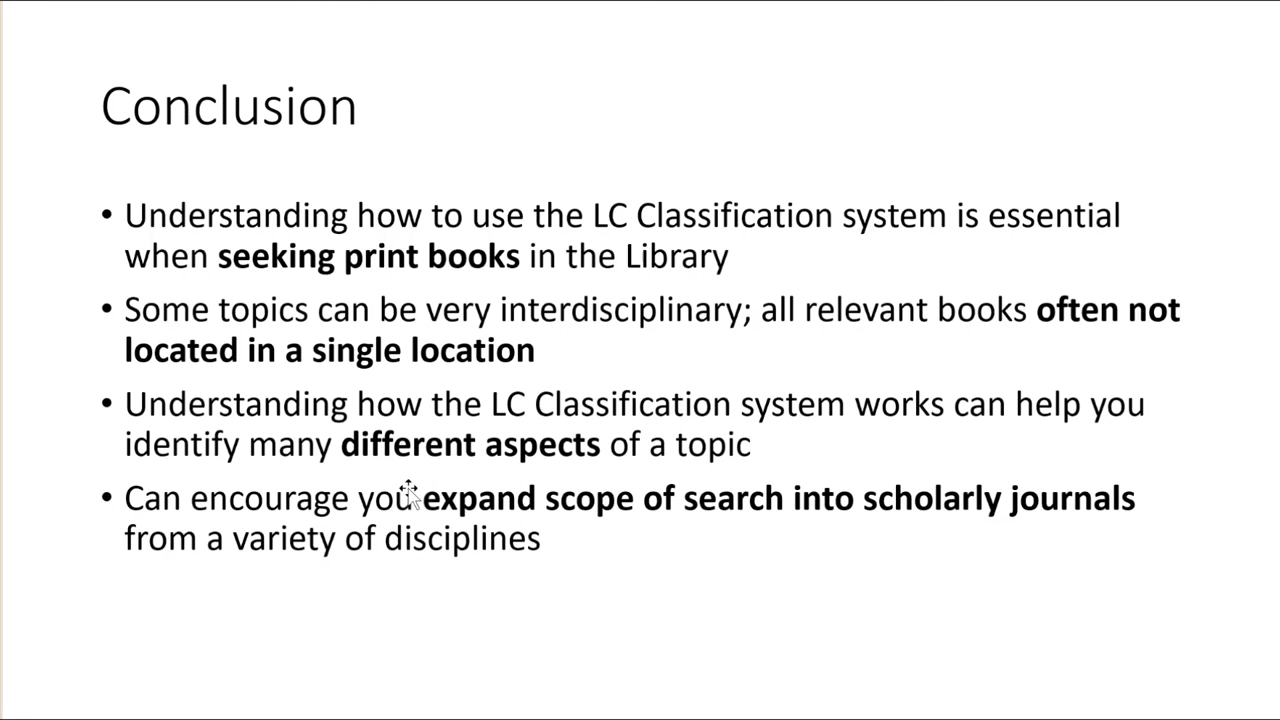 Conclusion
• Understanding how to use the LC Classification system is essential
when seeking print books in the Library
• Some topics can be very interdisciplinary; all relevant books often not
located in a single location
• Understanding how the LC Classification system works can help you
identify many different aspects of a topic
• Can encourage you expand scope of search into scholarly journals
from a variety of disciplines